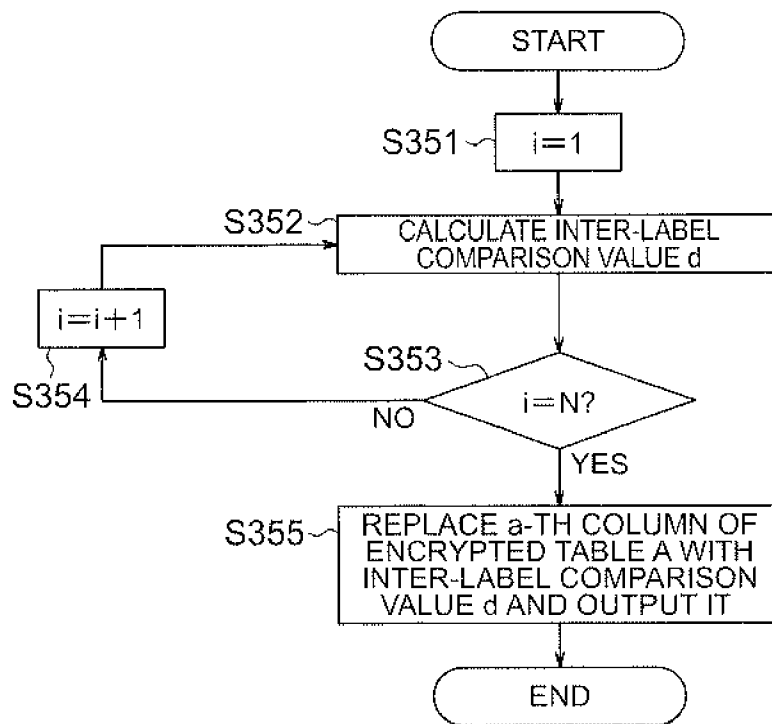 START
S351
i=1
S352
CALCULATE INTER-LABEL
COMPARISON VALUE d
i=i+1
S354
S353
i=N?
NO
YES
S355
REPLACE a-TH COLUMN OF
ENCRYPTED TABLE A WITH
INTER-LABEL COMPARISON
VALUE d AND OUTPUT IT
END